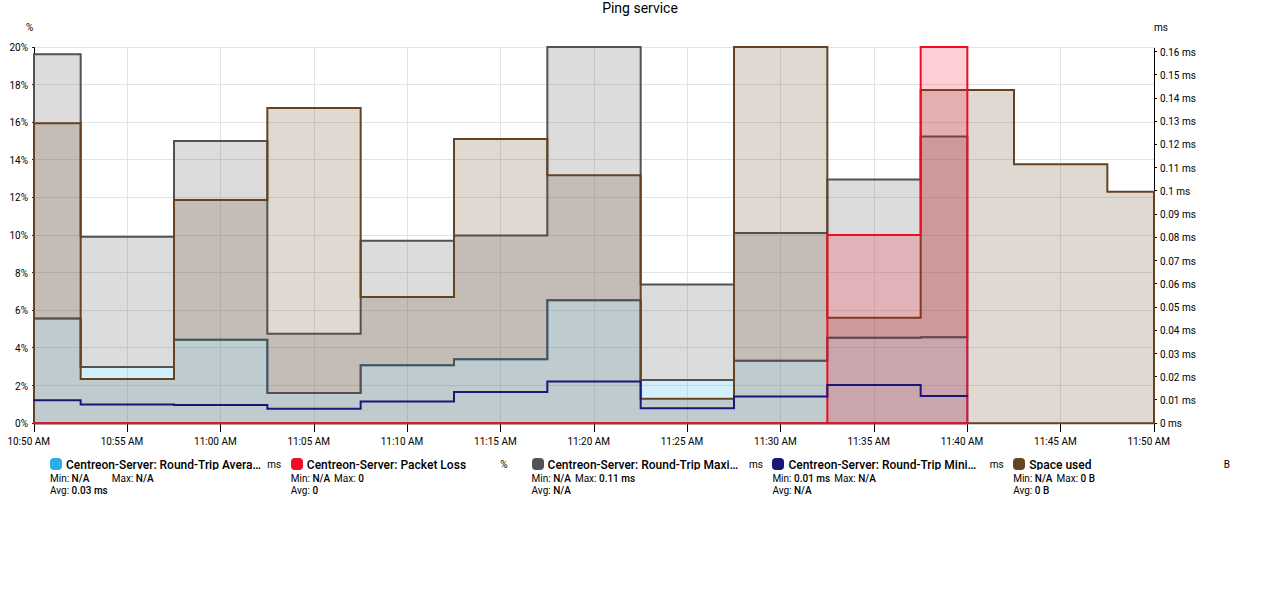 Ping service
% ms
20% 0.16 ms
18% 0.15 ms
16% 0.14 ms
14% 0.13 ms
12% 0.12 ms
10% 0.11 ms
8% 0.1 ms
6% 0.09 ms
4% 0.08 ms
2% 0.07 ms
0% 0.06 ms
0.05 ms
0.04 ms
0.03 ms
0.02 ms
0.01 ms
0 ms
10:50 AM 10:55 AM 11:00 AM 11:05 AM 11:10 AM 11:15 AM 11:20 AM 11:25 AM 11:30 AM 11:35 AM 11:40 AM 11:45 AM 11:50 AM
Centreon-Server: Round-Trip Avera... ms
Min: N/A Max: N/A
Avg: 0.03 ms
Centreon-Server: Packet Loss %
Min: N/A Max: 0
Avg: 0
Centreon-Server: Round-Trip Maxi... ms
Min: N/A Max: 0.11 ms
Avg: N/A
Centreon-Server: Round-Trip Mini... ms
Min: 0.01 ms Max: N/A
Avg: N/A
Space used B
Min: N/A Max: 0 B
Avg: 0 B